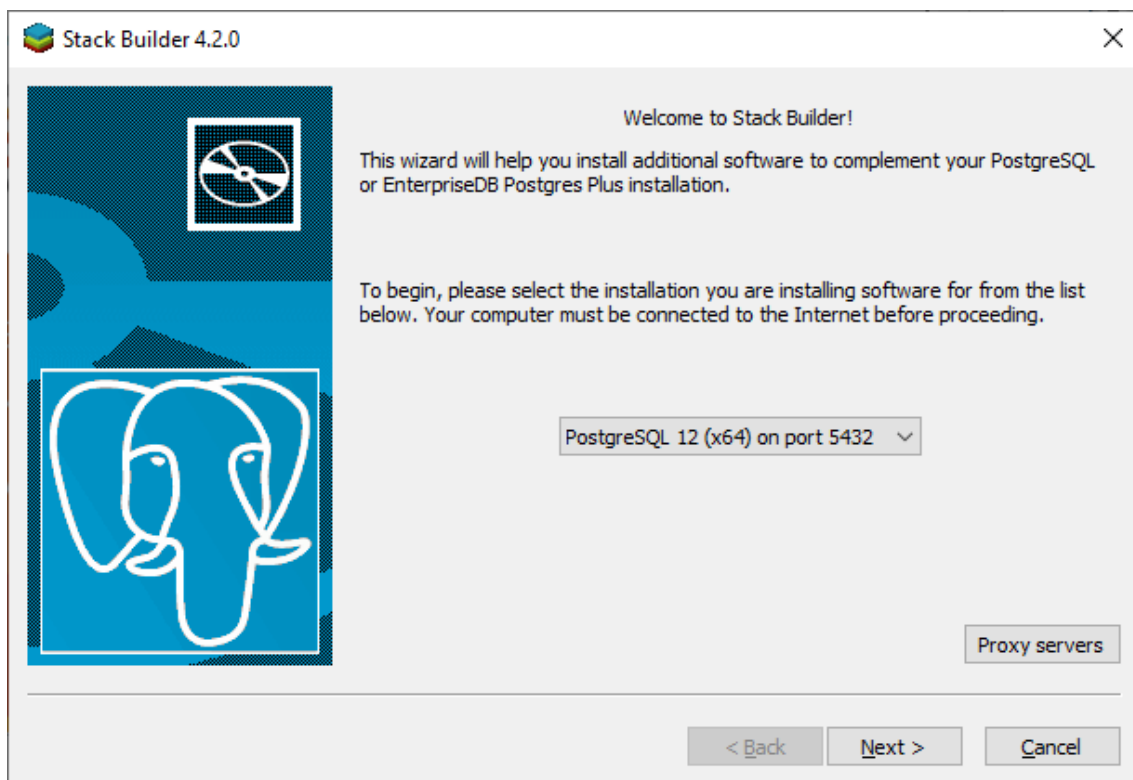 Stack Builder 4.2.0
Welcome to Stack Builder!
This wizard will help you install additional software to complement your PostgreSQL
or EnterpriseDB Postgres Plus installation.
To begin, please select the installation you are installing software for from the list
below. Your computer must be connected to the Internet before proceeding.
PostgreSQL 12 (x64) on port 5432
Proxy servers
< Back
Next >
Cancel